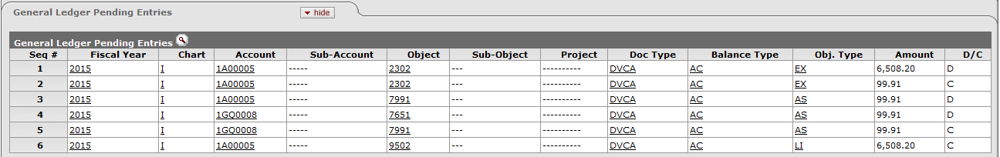 General Ledger Pending Entries hide
General Ledger Pending Entries
Seq # Fiscal Year Chart Account Sub-Account Object Sub-Object Project Doc Type Balance Type Obj. Type Amount D/C
1 2015 I 1A00005 ----- 2302 --- ---------- DVCA AC EX 6,508.20 D
2 2015 I 1A00005 ----- 2302 --- ---------- DVCA AC EX 99.91 C
3 2015 I 1A00005 ----- 7991 --- ---------- DVCA AC AS 99.91 D
4 2015 I 1GQ0008 ----- 7651 --- ---------- DVCA AC AS 99.91 D
5 2015 I 1GQ0008 ----- 7991 --- ---------- DVCA AC AS 99.91 C
6 2015 I 1A00005 ----- 9502 --- ---------- DVCA AC LI 6,508.20 C